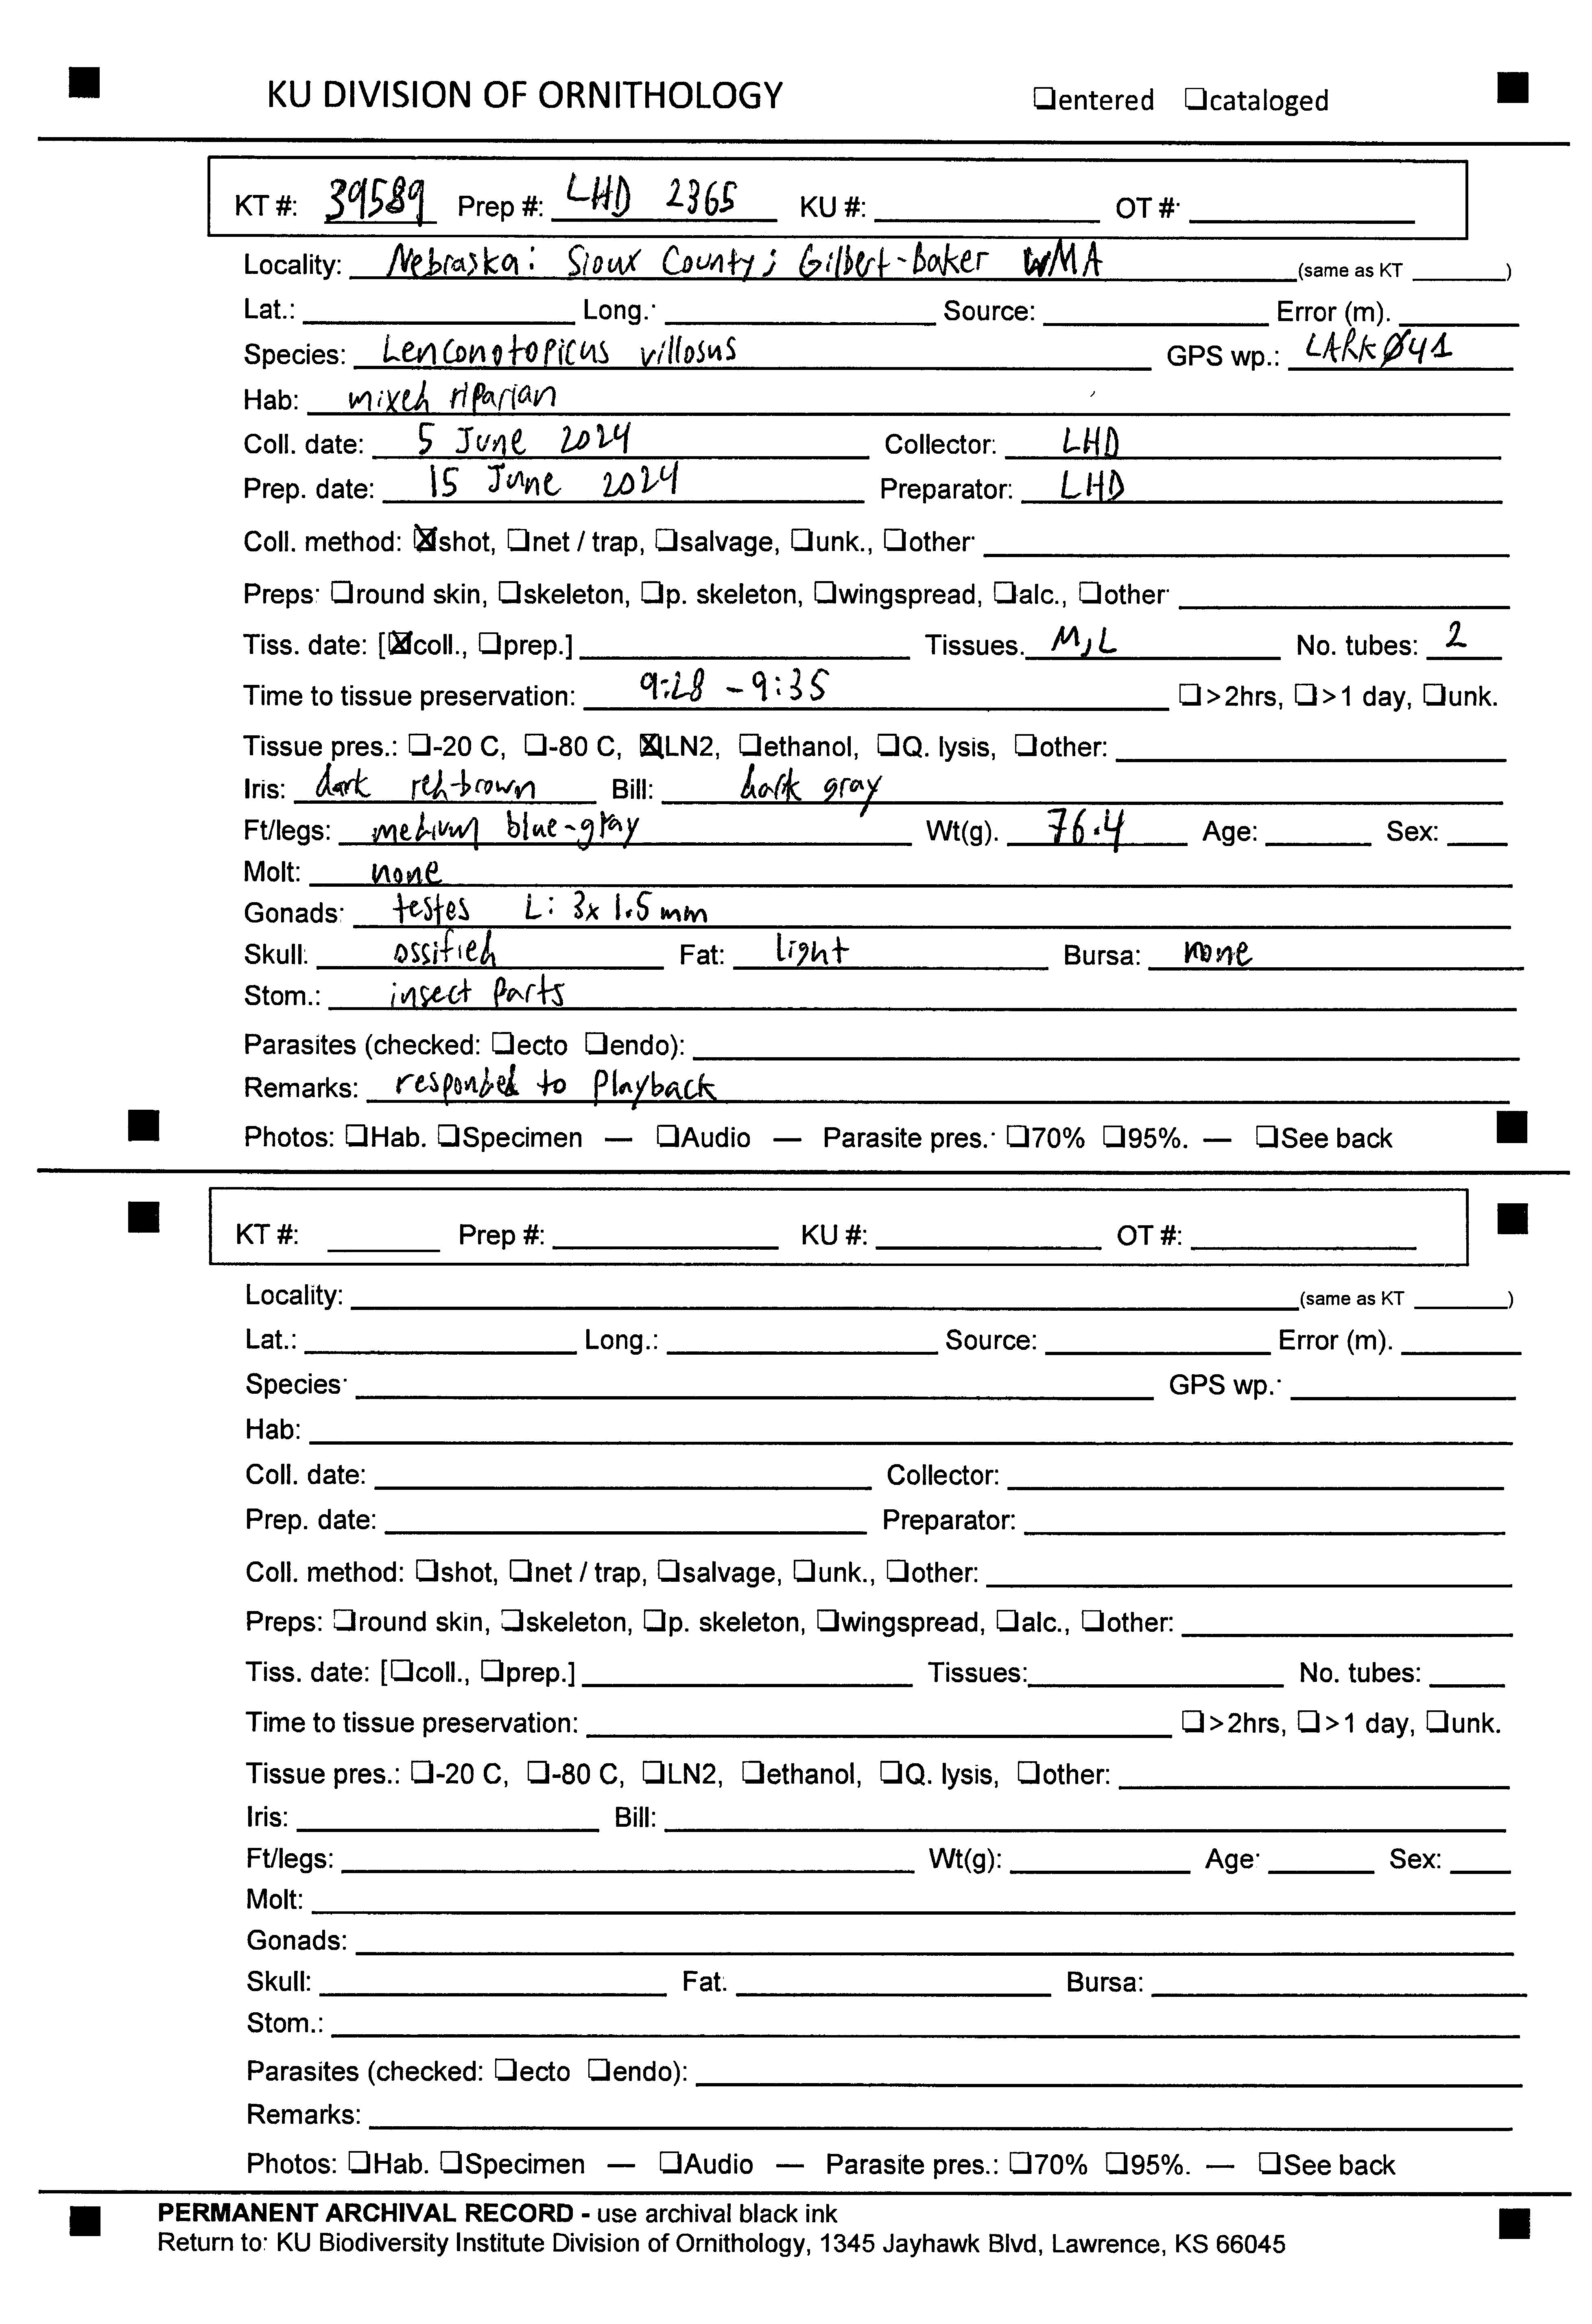 KU DIVISION OF ORNITHOLOGY ❏entered ❏cataloged
KT #: 39589 Prep #: LHD 2365 KU #: OT #:
Locality: Nebraska: Sioux County; Gilbert-Baker WMA (same as KT )
Lat.: Long.: Source: Error (m).
Species: Leuconotopicus villosus GPS wp.: LARKØ41
Hab: mixed riparian
Coll. date: 5 June 2024 Collector: LHD
Prep. date: 15 June 2024 Preparator: LHD
Coll. method: ☒shot, ❏net / trap, ❏salvage, ❏unk., ❏other:
Preps: ❏round skin, ❏skeleton, ❏p. skeleton, ❏wingspread, ❏alc., ❏other:
Tiss. date: [☒coll., ❏prep.] Tissues. M,L No. tubes: 2
Time to tissue preservation: 9:28 - 9:35 ❏>2hrs, ❏>1 day, ❏unk.
Tissue pres.: ❏-20 C, ❏-80 C, ☒LN2, ❏ethanol, ❏Q. lysis, ❏other:
Iris: dark red-brown Bill: dark gray
Ft/legs: medium blue-gray Wt(g). 76.4 Age: Sex:
Molt: none
Gonads: testes L: 3x1.5mm
Skull: ossified Fat: light Bursa: none
Stom.: insect parts
Parasites (checked: ❏ecto ❏endo):
Remarks: responded to playback
Photos: ❏Hab. ❏Specimen — ❏Audio — Parasite pres.: ❏70% ❏95%. — ❏See back
KT #: Prep #: KU #: OT #:
Locality: (same as KT )
Lat.: Long.: Source: Error (m).
Species: GPS wp.:
Hab:
Coll. date: Collector:
Prep. date: Preparator:
Coll. method: ❏shot, ❏net / trap, ❏salvage, ❏unk., ❏other:
Preps: ❏round skin, ❏skeleton, ❏p. skeleton, ❏wingspread, ❏alc., ❏other:
Tiss. date: [❏coll., ❏prep.] Tissues: No. tubes:
Time to tissue preservation: ❏>2hrs, ❏>1 day, ❏unk.
Tissue pres.: ❏-20 C, ❏-80 C, ❏LN2, ❏ethanol, ❏Q. lysis, ❏other:
Iris: Bill:
Ft/legs: Wt(g): Age: Sex:
Molt:
Gonads:
Skull: Fat: Bursa:
Stom.:
Parasites (checked: ❏ecto ❏endo):
Remarks:
Photos: ❏Hab. ❏Specimen — ❏Audio — Parasite pres.: ❏70% ❏95%. — ❏See back
PERMANENT ARCHIVAL RECORD - use archival black ink
Return to: KU Biodiversity Institute Division of Ornithology, 1345 Jayhawk Blvd, Lawrence, KS 66045